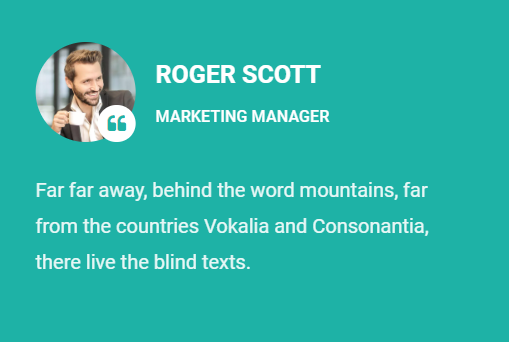 ROGER SCOTT
MARKETING MANAGER
Far far away, behind the word mountains, far
from the countries Vokalia and Consonantia,
there live the blind texts.